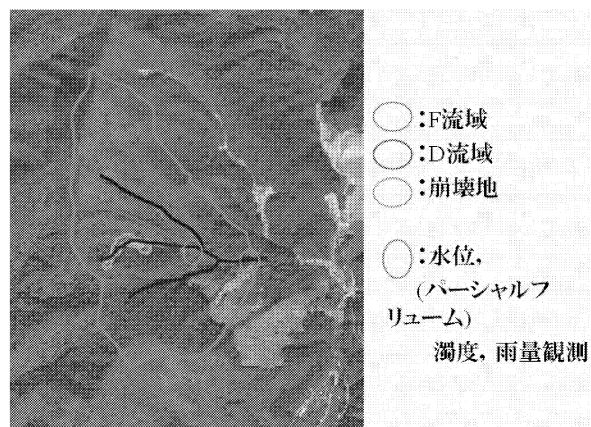 :F流域
:D流域
:崩壊地
:水位,
(パーシャルフ
リューム)
濁度, 雨量観測